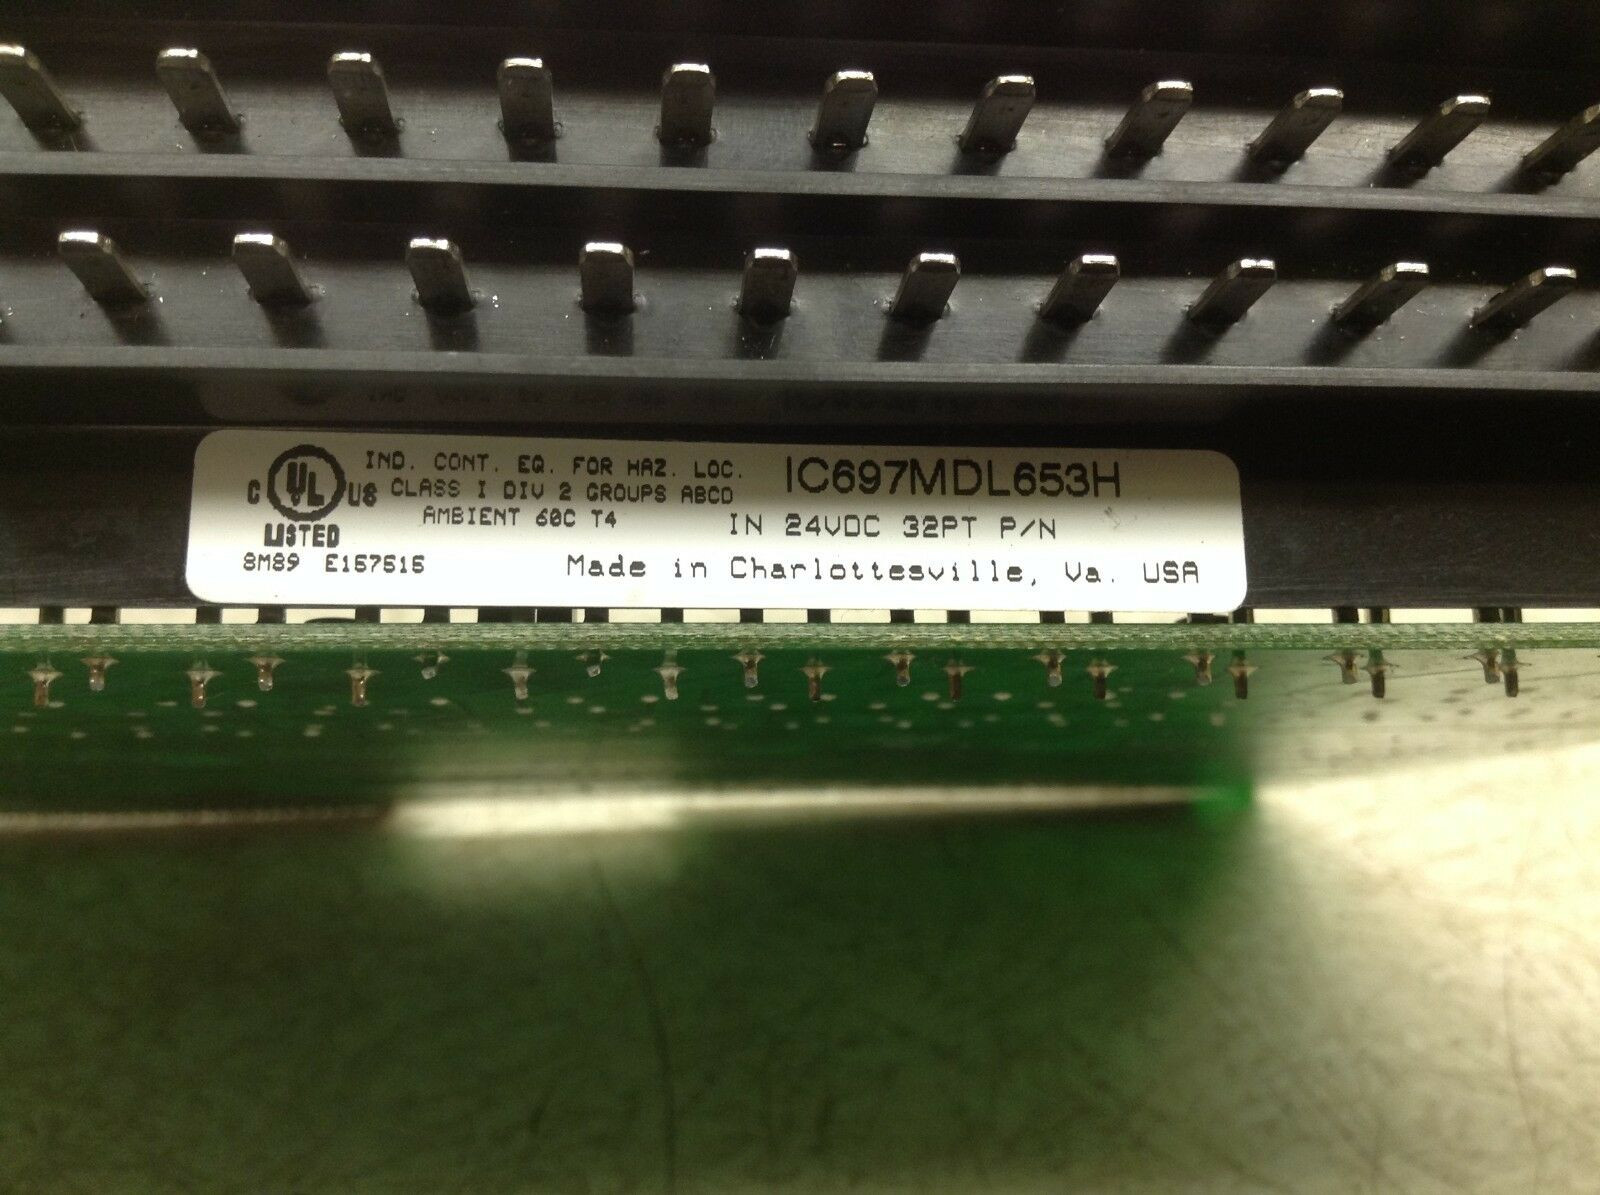 IND. CONT. EQ. FOR HAZ. LOC.
IC697MDL653H
C UL US
CLASS I DIV 2 GROUPS ABCD
AMBIENT 60C T4
IN 24VDC 32PT P/N
LISTED
8M89 E157515
Made in Charlottesville, Va. USA